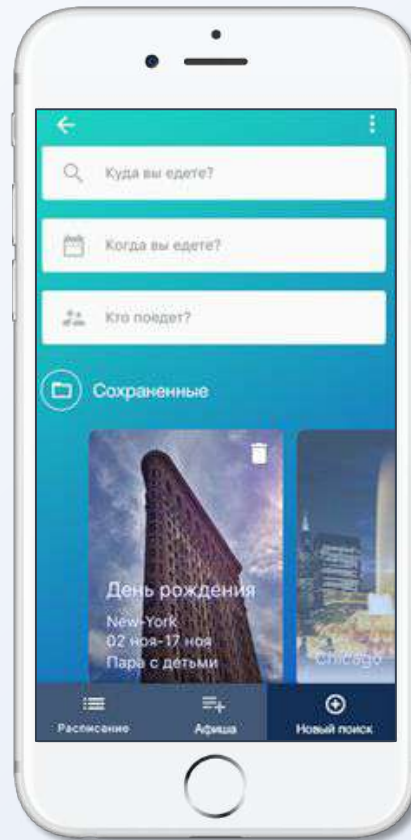 Куда вы едете?
Когда вы едете?
Кто поедет?
Сохраненные
День рождения
New-York
02 ноя-17 ноя
Пара с детьми
Chicago
Расписание
Афиша
Новый поиск